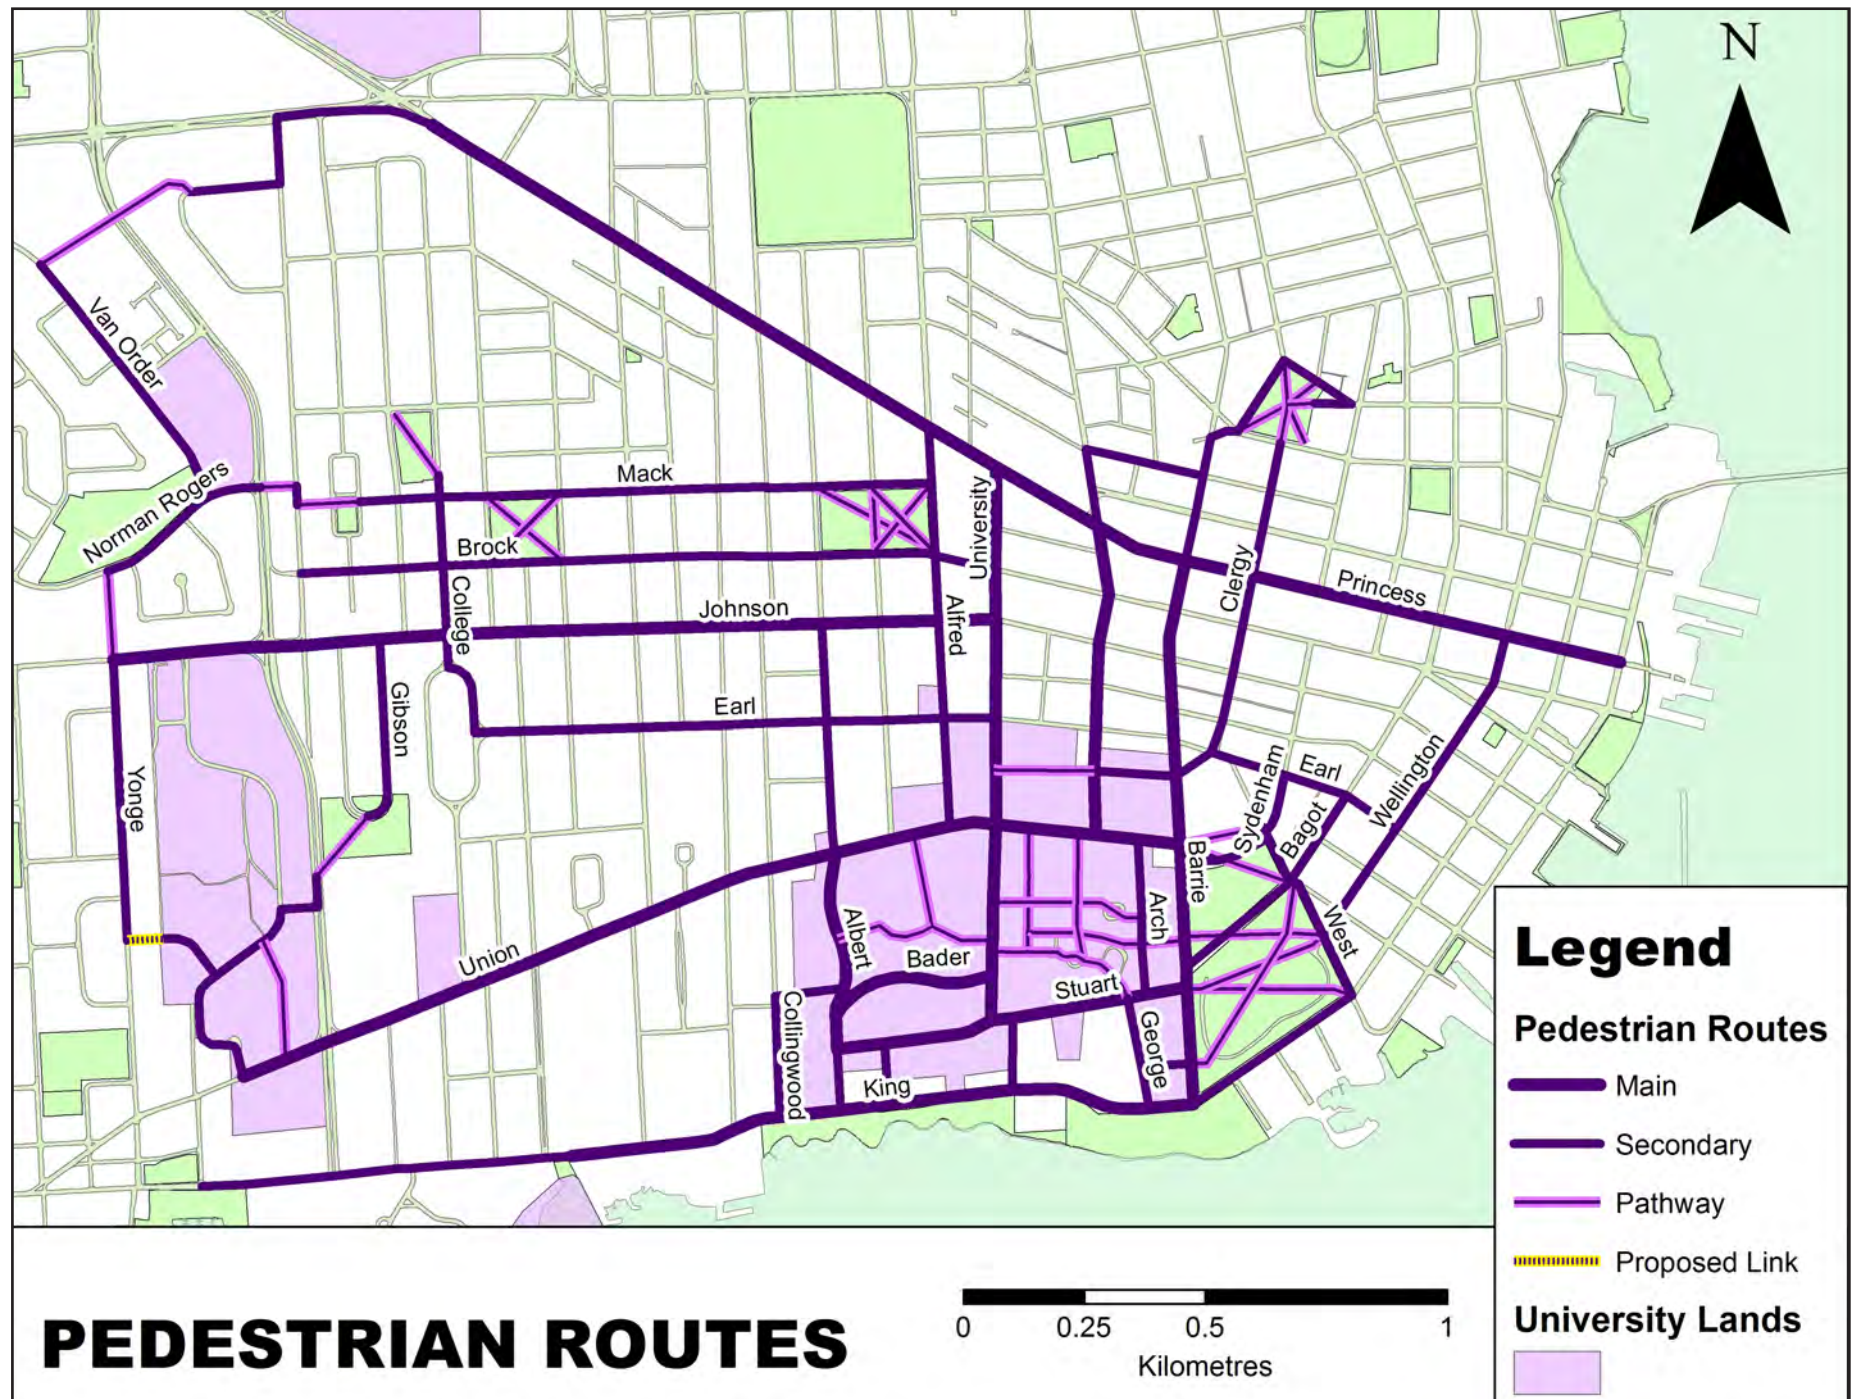 N
Van Order
Norman Rogers
Mack
Brock
College
Johnson
University
Alfred
Clergy
Princess
Gibson
Earl
Yonge
Sydenham
Earl
Bagot
Wellington
Barrie
West
Arch
Albert
Bader
Union
Stuart
Collingwood
George
King
Legend
Pedestrian Routes
Main
Secondary
Pathway
Proposed Link
University Lands
PEDESTRIAN ROUTES
0 0.25 0.5 1
Kilometres